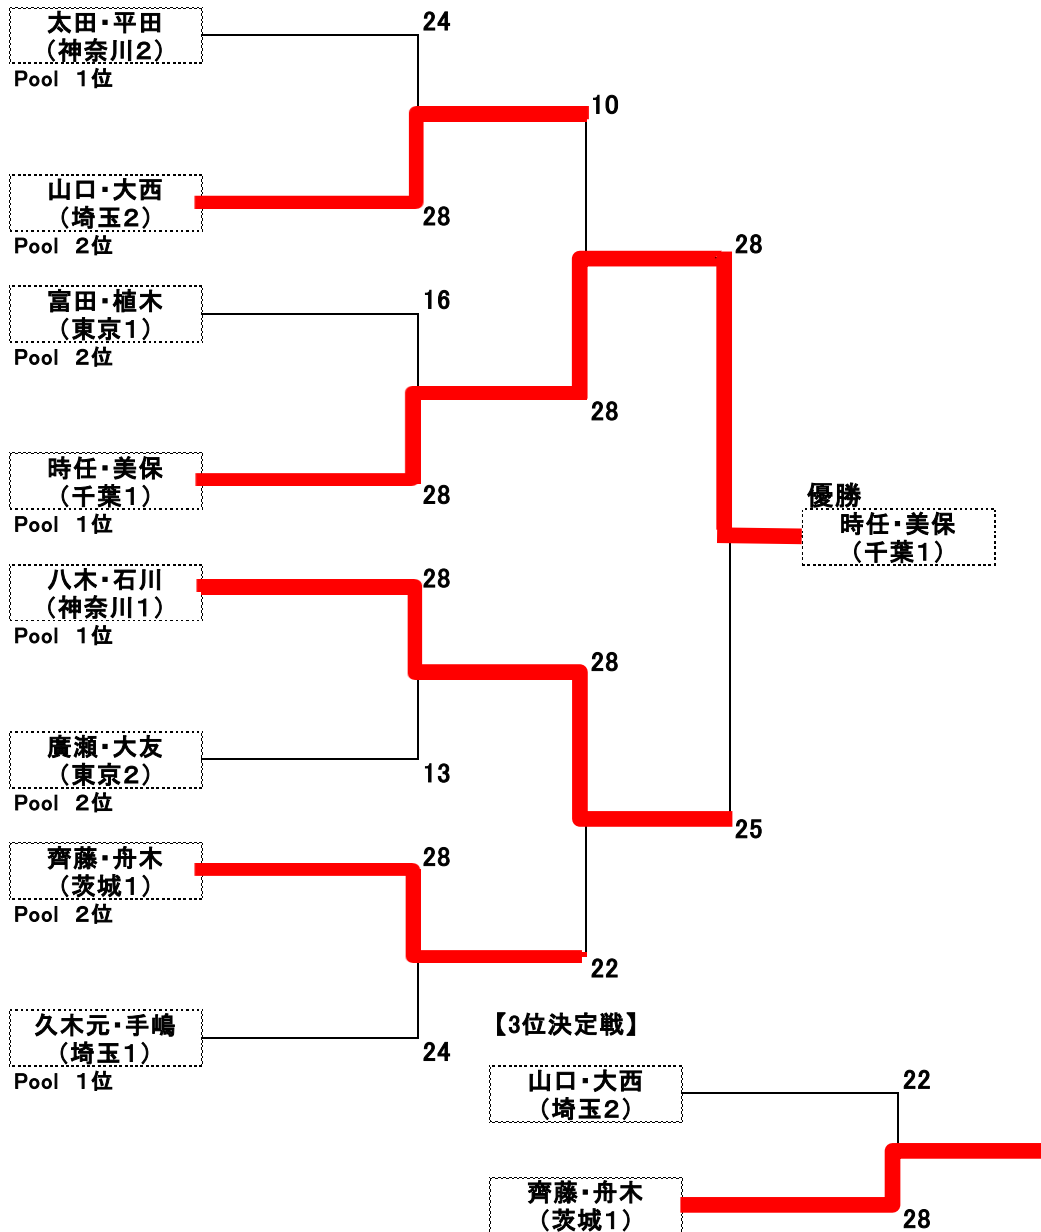 太田・平田
（神奈川２）
Pool １位
24
10
山口・大西
（埼玉２）
Pool ２位
28
28
富田・植木
（東京１）
Pool ２位
16
28
時任・美保
（千葉１）
Pool １位
28
優勝
時任・美保
（千葉１）
八木・石川
（神奈川１）
Pool １位
28
28
廣瀬・大友
（東京２）
Pool ２位
13
25
齊藤・舟木
（茨城１）
Pool ２位
28
22
久木元・手嶋
（埼玉１）
Pool １位
24
【3位決定戦】
山口・大西
（埼玉２）
22
齊藤・舟木
（茨城１）
28